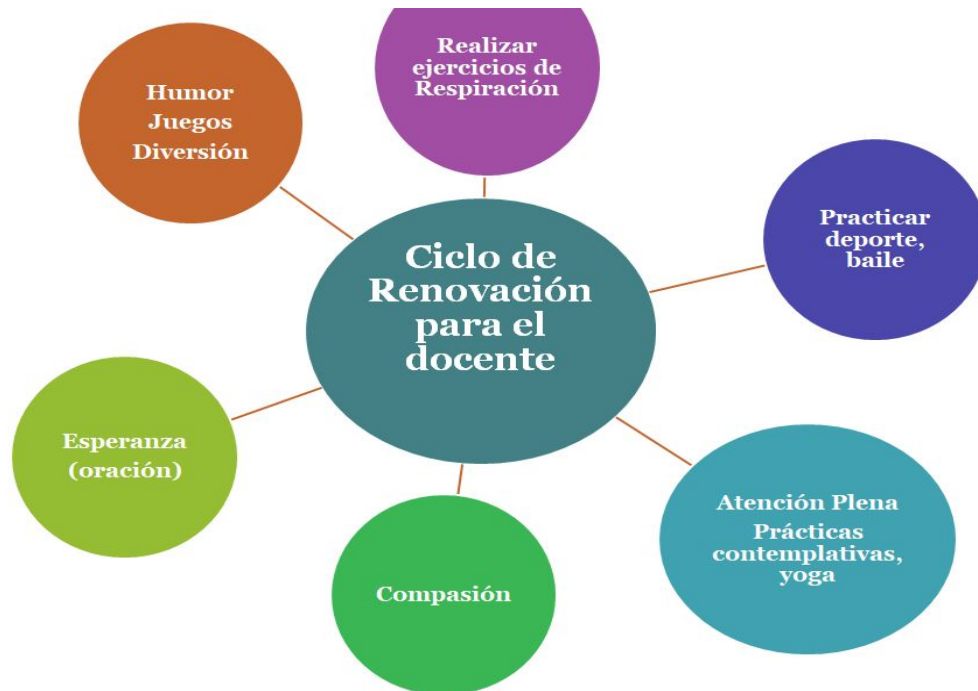 Realizar
ejercicios de
Respiración
Humor
Juegos
Diversión
Practicar
deporte,
baile
Ciclo de
Renovación
para el
docente
Esperanza
(oración)
Atención Plena
Prácticas
contemplativas,
yoga
Compasión